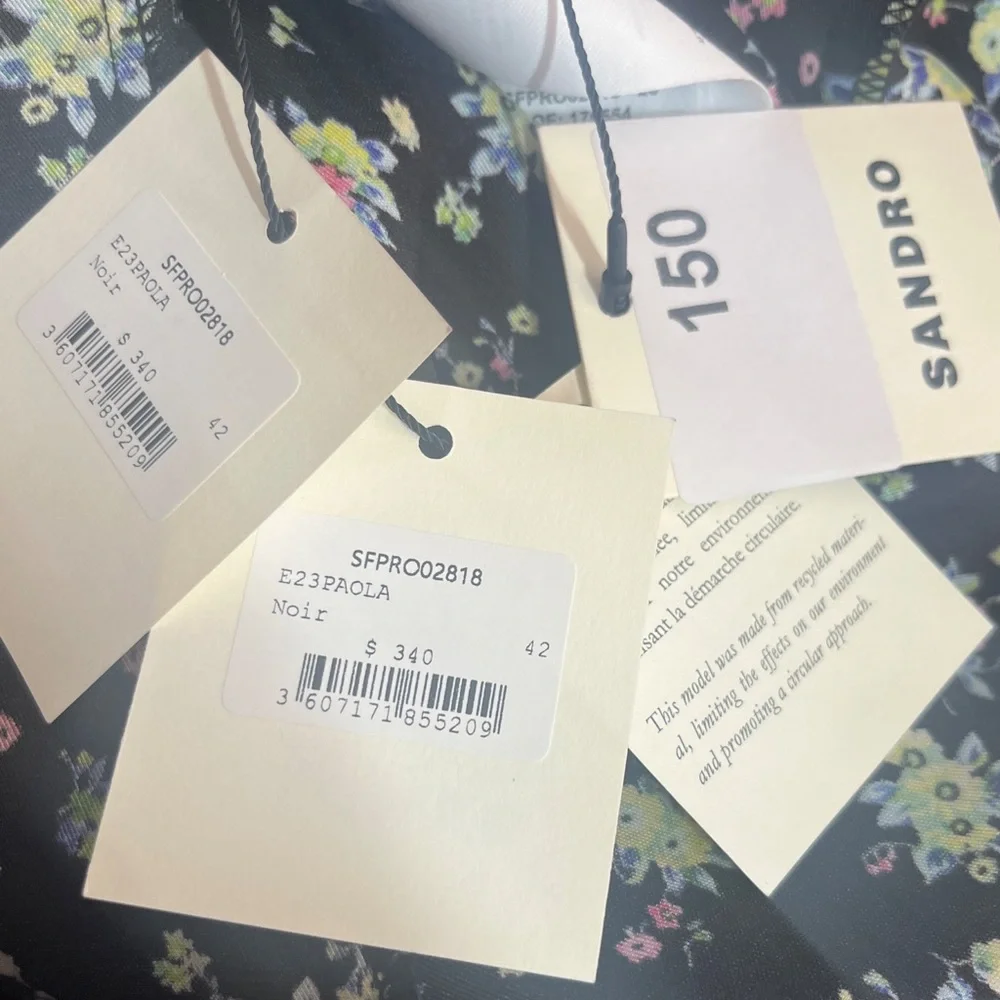 SFPRO02818
E23PAOLA
Noir
$ 340
42
3 607171 855209
SFPRO02818
E23PAOLA
Noir
$ 340
42
3 607171 855209
150
SANDRO
notre environnem
sant la démarche circulaire.
This model was made from recycled materi-
al, limiting the effects on our environment
and promoting a circular approach.